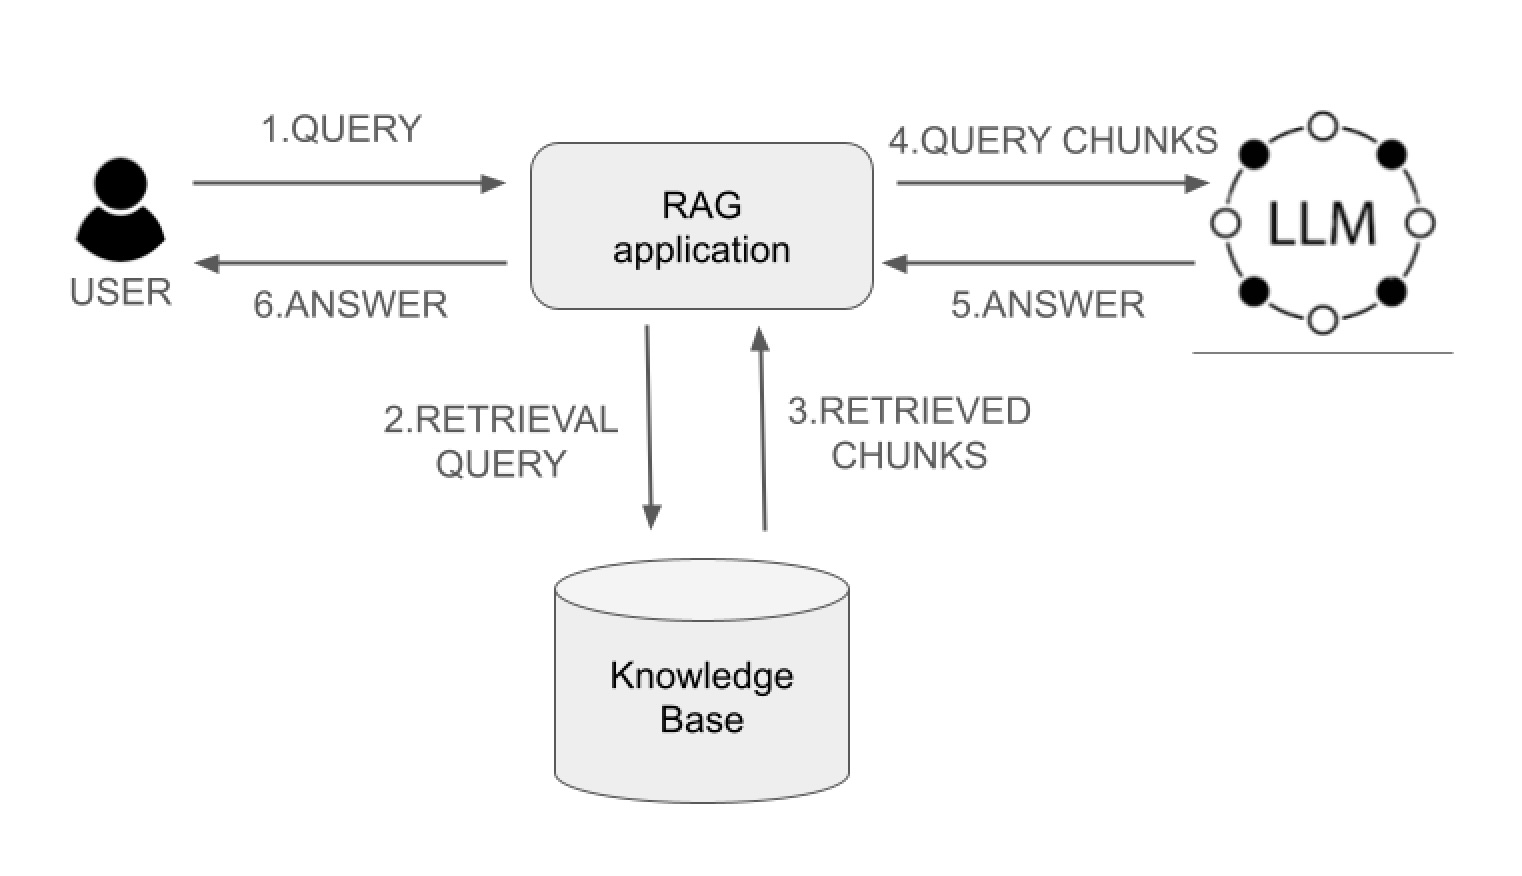 1.QUERY
4.QUERY CHUNKS
RAG
application
LLM
USER
6.ANSWER
5.ANSWER
2.RETRIEVAL
QUERY
3.RETRIEVED
CHUNKS
Knowledge
Base